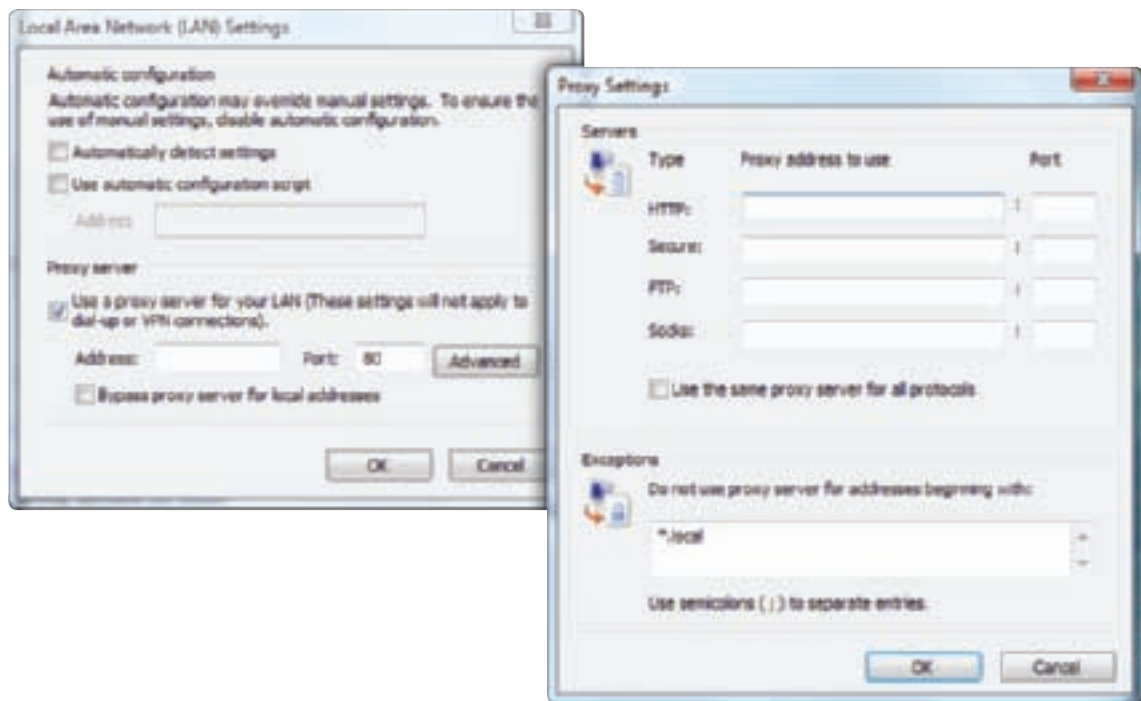 Local Area Network (LAN) Settings
Automatic configuration
Automatic configuration may override manual settings. To ensure the
use of manual settings, disable automatic configuration.
Automatically detect settings
Use automatic configuration script
Address
Proxy server
Use a proxy server for your LAN (These settings will not apply to
dial-up or VPN connections).
Address: Port: 80 Advanced
Bypass proxy server for local addresses
OK Cancel
Proxy Settings
Servers
Type Proxy address to use Port
HTTP: :
Secure: :
FTP: :
Socks: :
Use the same proxy server for all protocols
Exceptions
Do not use proxy server for addresses beginning with:
*.local
Use semicolons ( ; ) to separate entries.
OK Cancel